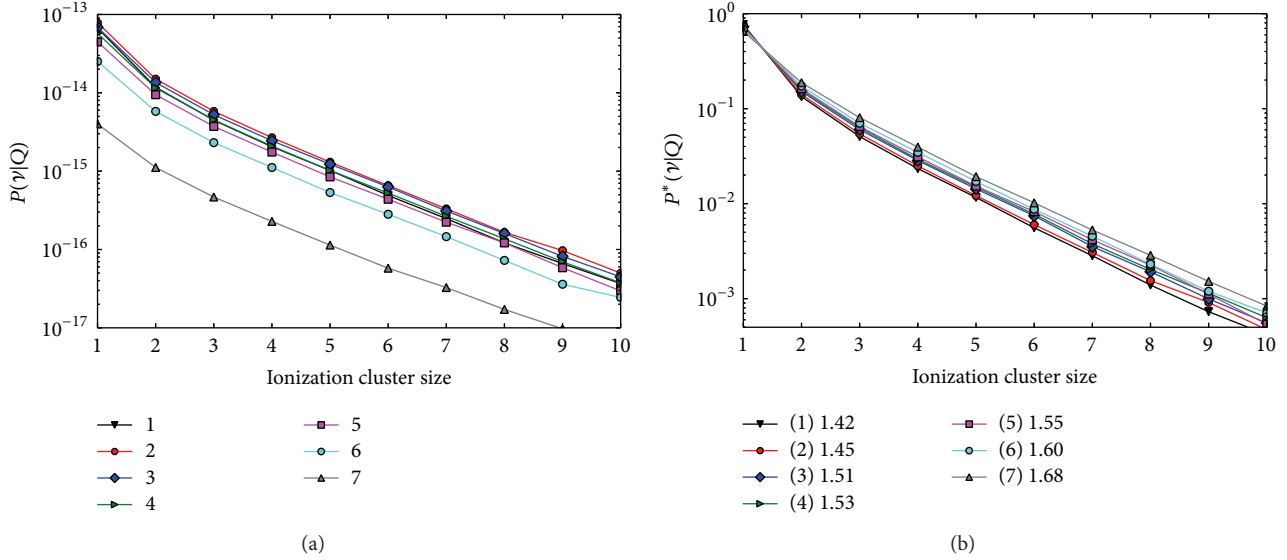 10⁻¹³
10⁻¹⁴
10⁻¹⁵
10⁻¹⁶
10⁻¹⁷
P(ν|Q)
1 2 3 4 5 6 7 8 9 10
Ionization cluster size
1
2
3
4
5
6
7
(a)
10⁰
10⁻¹
10⁻²
10⁻³
P*(ν|Q)
1 2 3 4 5 6 7 8 9 10
Ionization cluster size
(1) 1.42
(2) 1.45
(3) 1.51
(4) 1.53
(5) 1.55
(6) 1.60
(7) 1.68
(b)